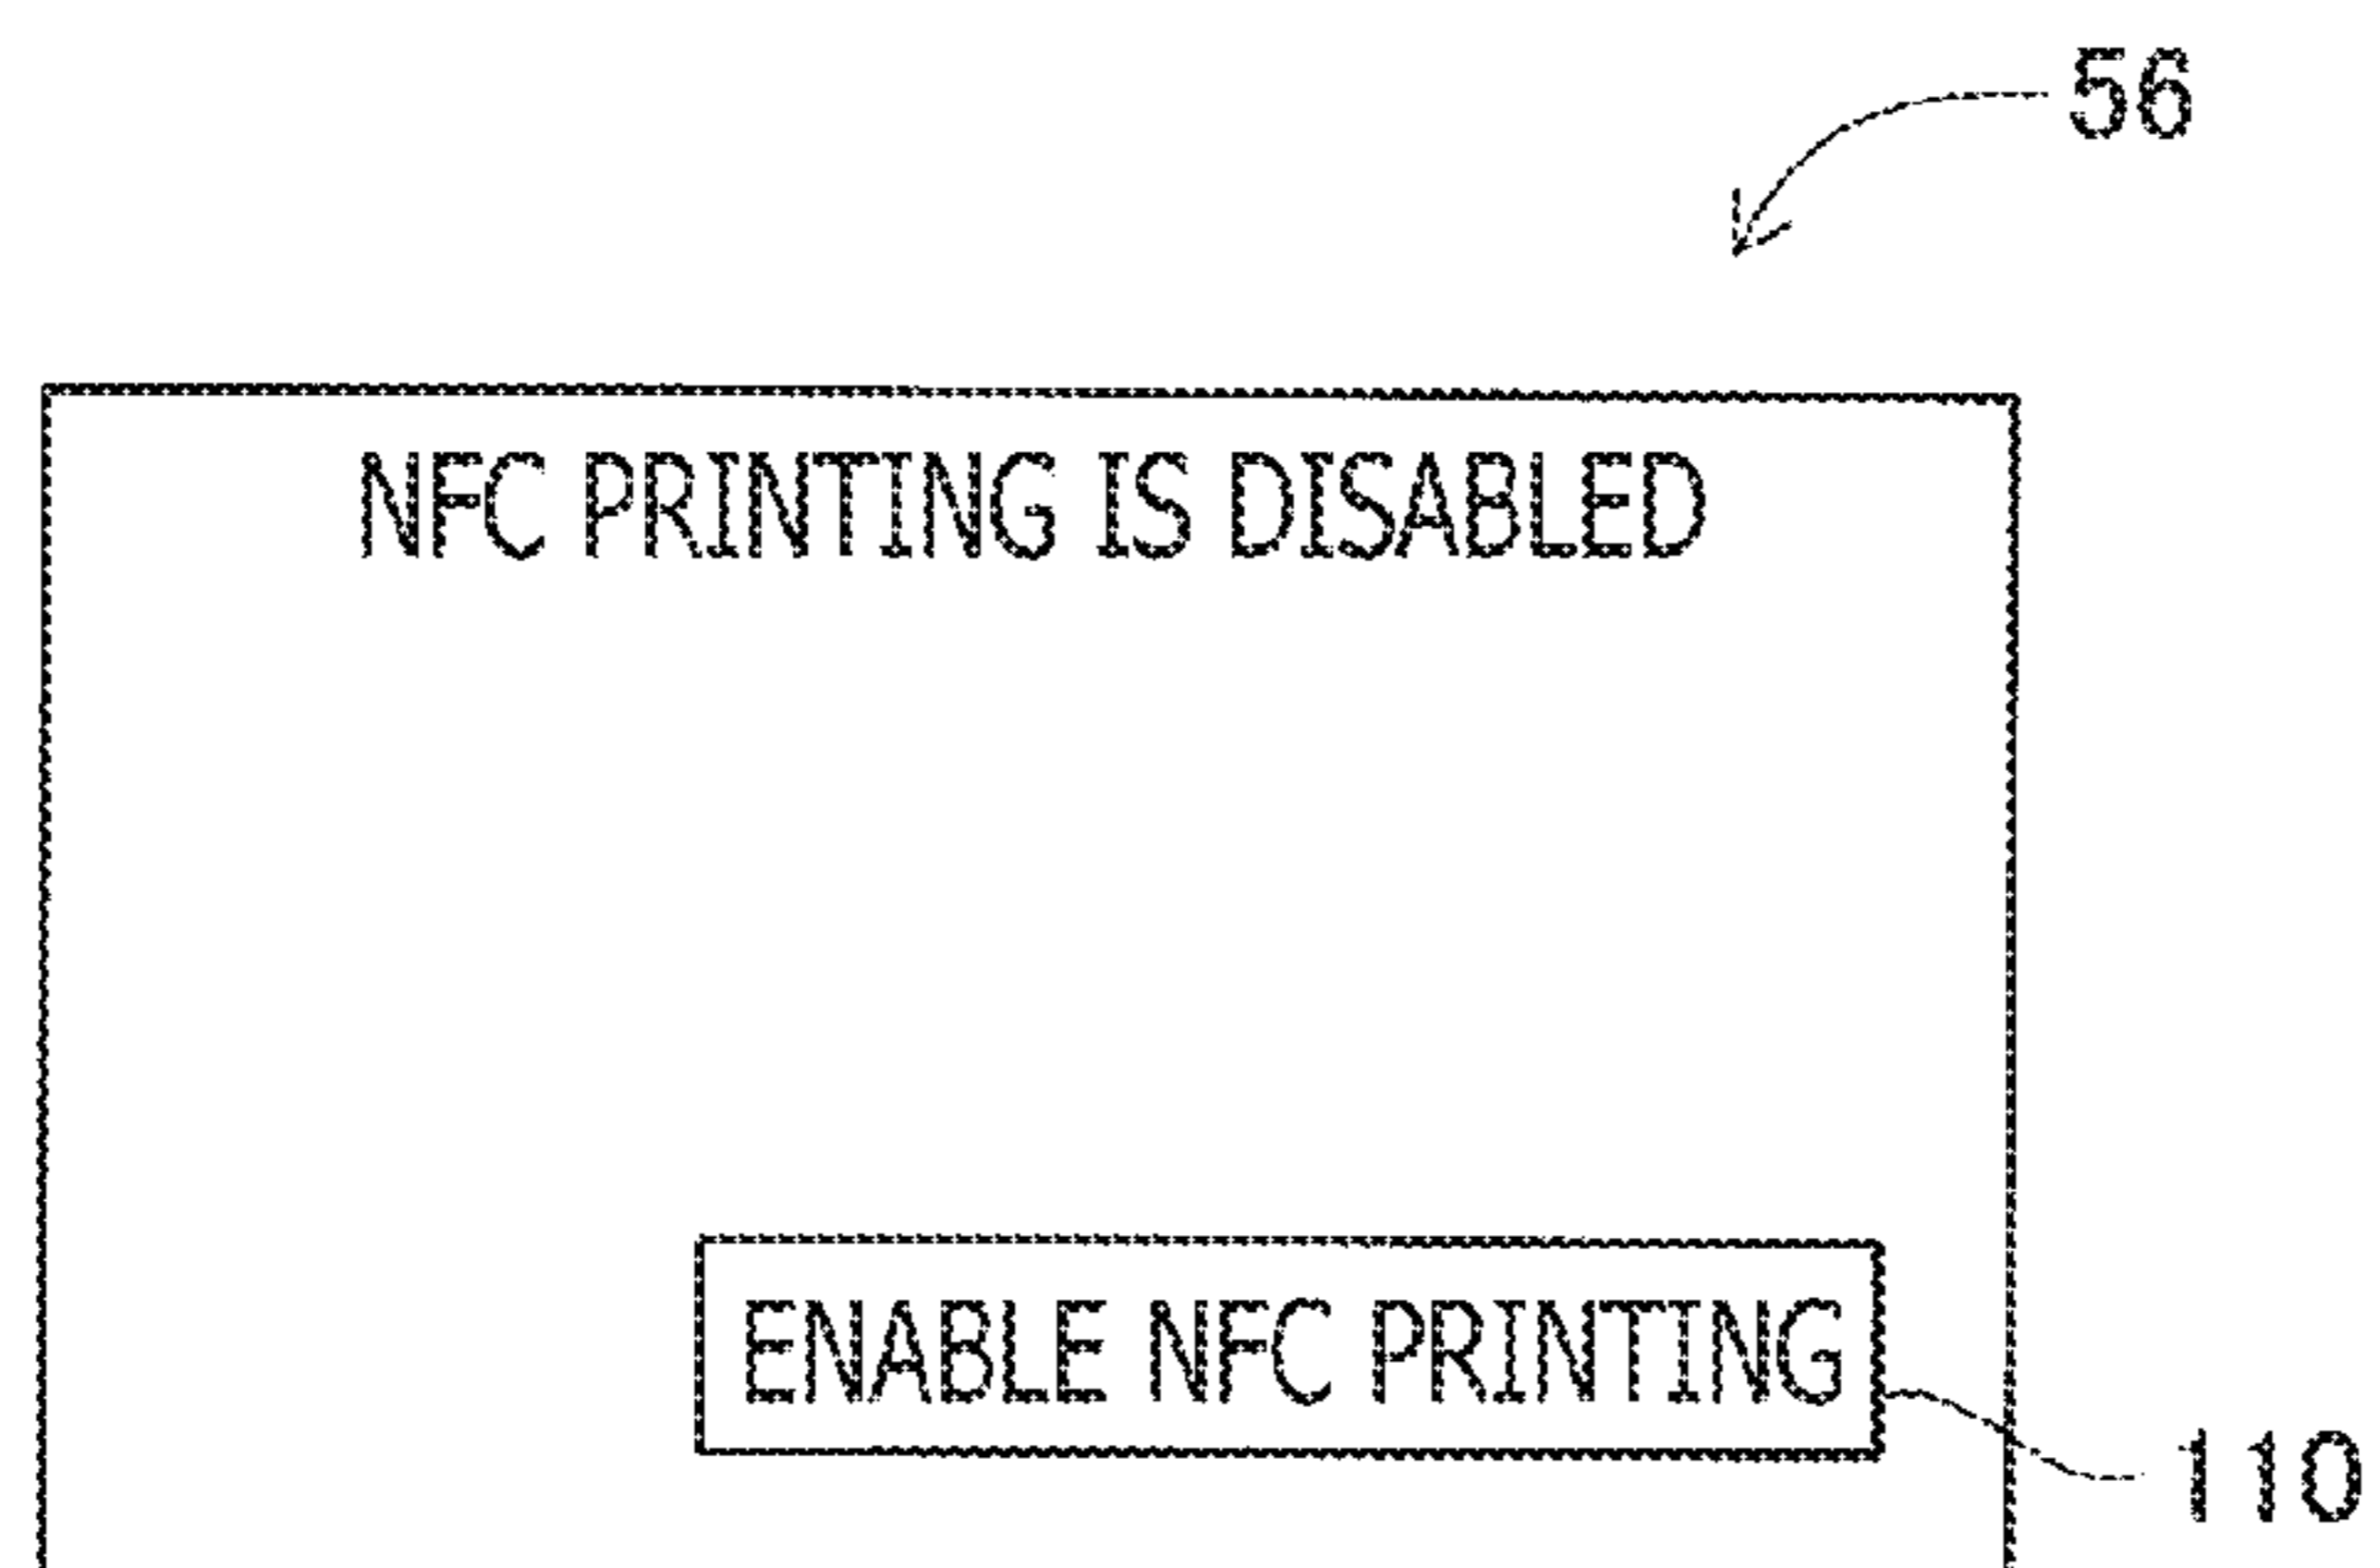 56
NFC PRINTING IS DISABLED
ENABLE NFC PRINTING
110